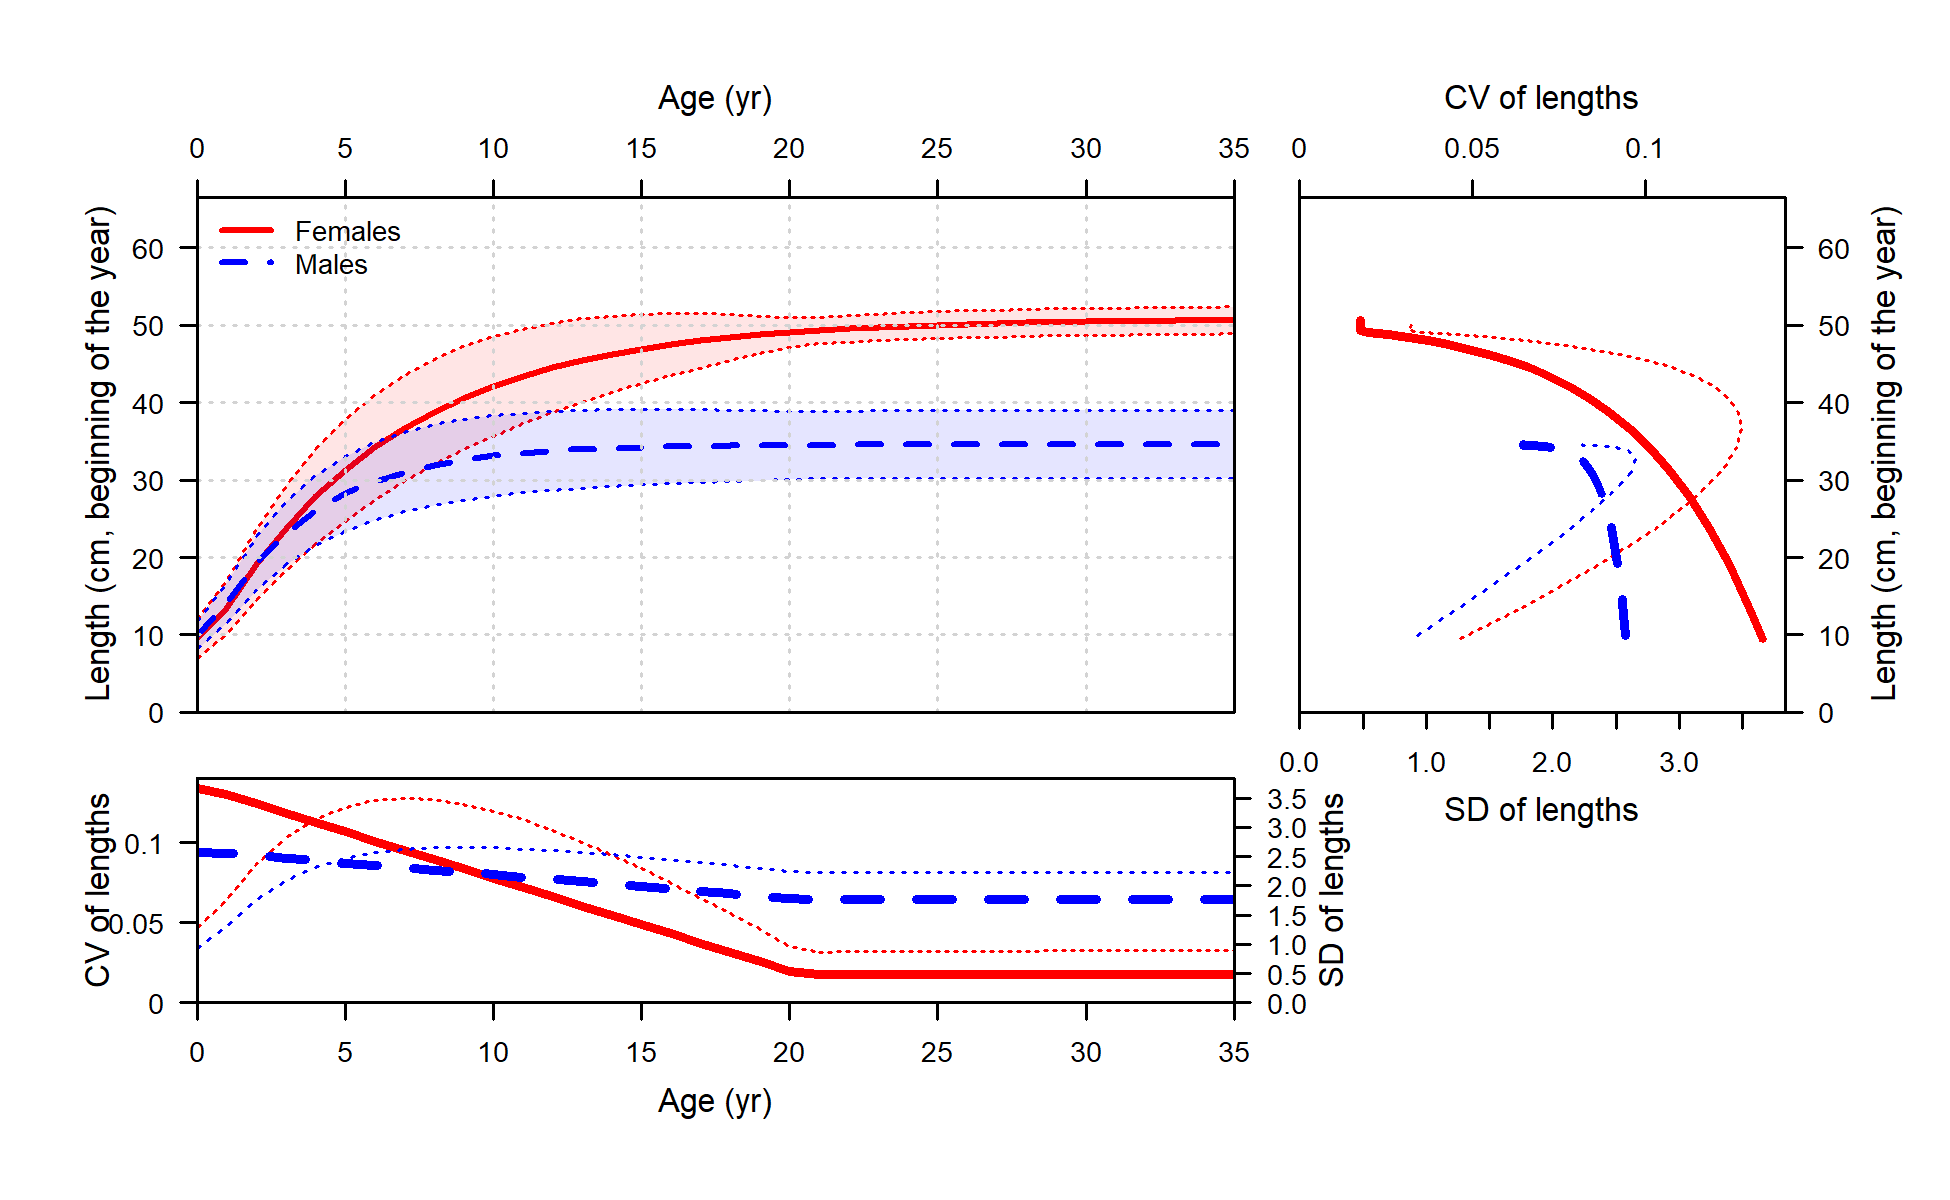 Age (yr)
CV of lengths
0 5 10 15 20 25 30 35
0 0.05 0.1
Length (cm, beginning of the year)
Females
Males
60
50
40
30
20
10
0
60
50
40
30
20
10
0
Length (cm, beginning of the year)
0.0 1.0 2.0 3.0
SD of lengths
CV of lengths
0.1
0.05
0
3.5
3.0
2.5
2.0
1.5
1.0
0.5
0.0
SD of lengths
0 5 10 15 20 25 30 35
Age (yr)